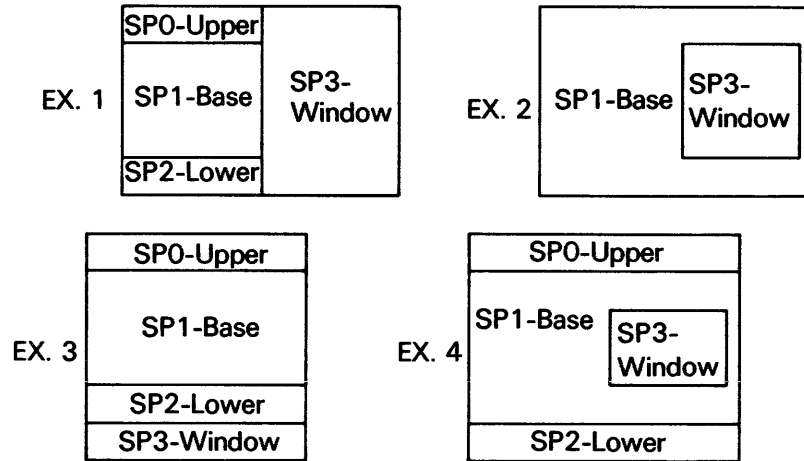 EX. 1
SP0-Upper
SP1-Base
SP2-Lower
SP3-
Window
EX. 2
SP1-Base
SP3-
Window
EX. 3
SP0-Upper
SP1-Base
SP2-Lower
SP3-Window
EX. 4
SP0-Upper
SP1-Base
SP3-
Window
SP2-Lower